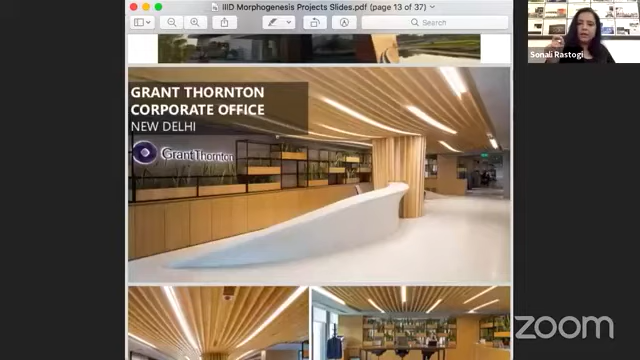 IIID Morphogenesis Projects Slides.pdf (page 13 of 37)
Search
Sonali Rastogi
GRANT THORNTON
CORPORATE OFFICE
NEW DELHI
GrantThornton
zoom